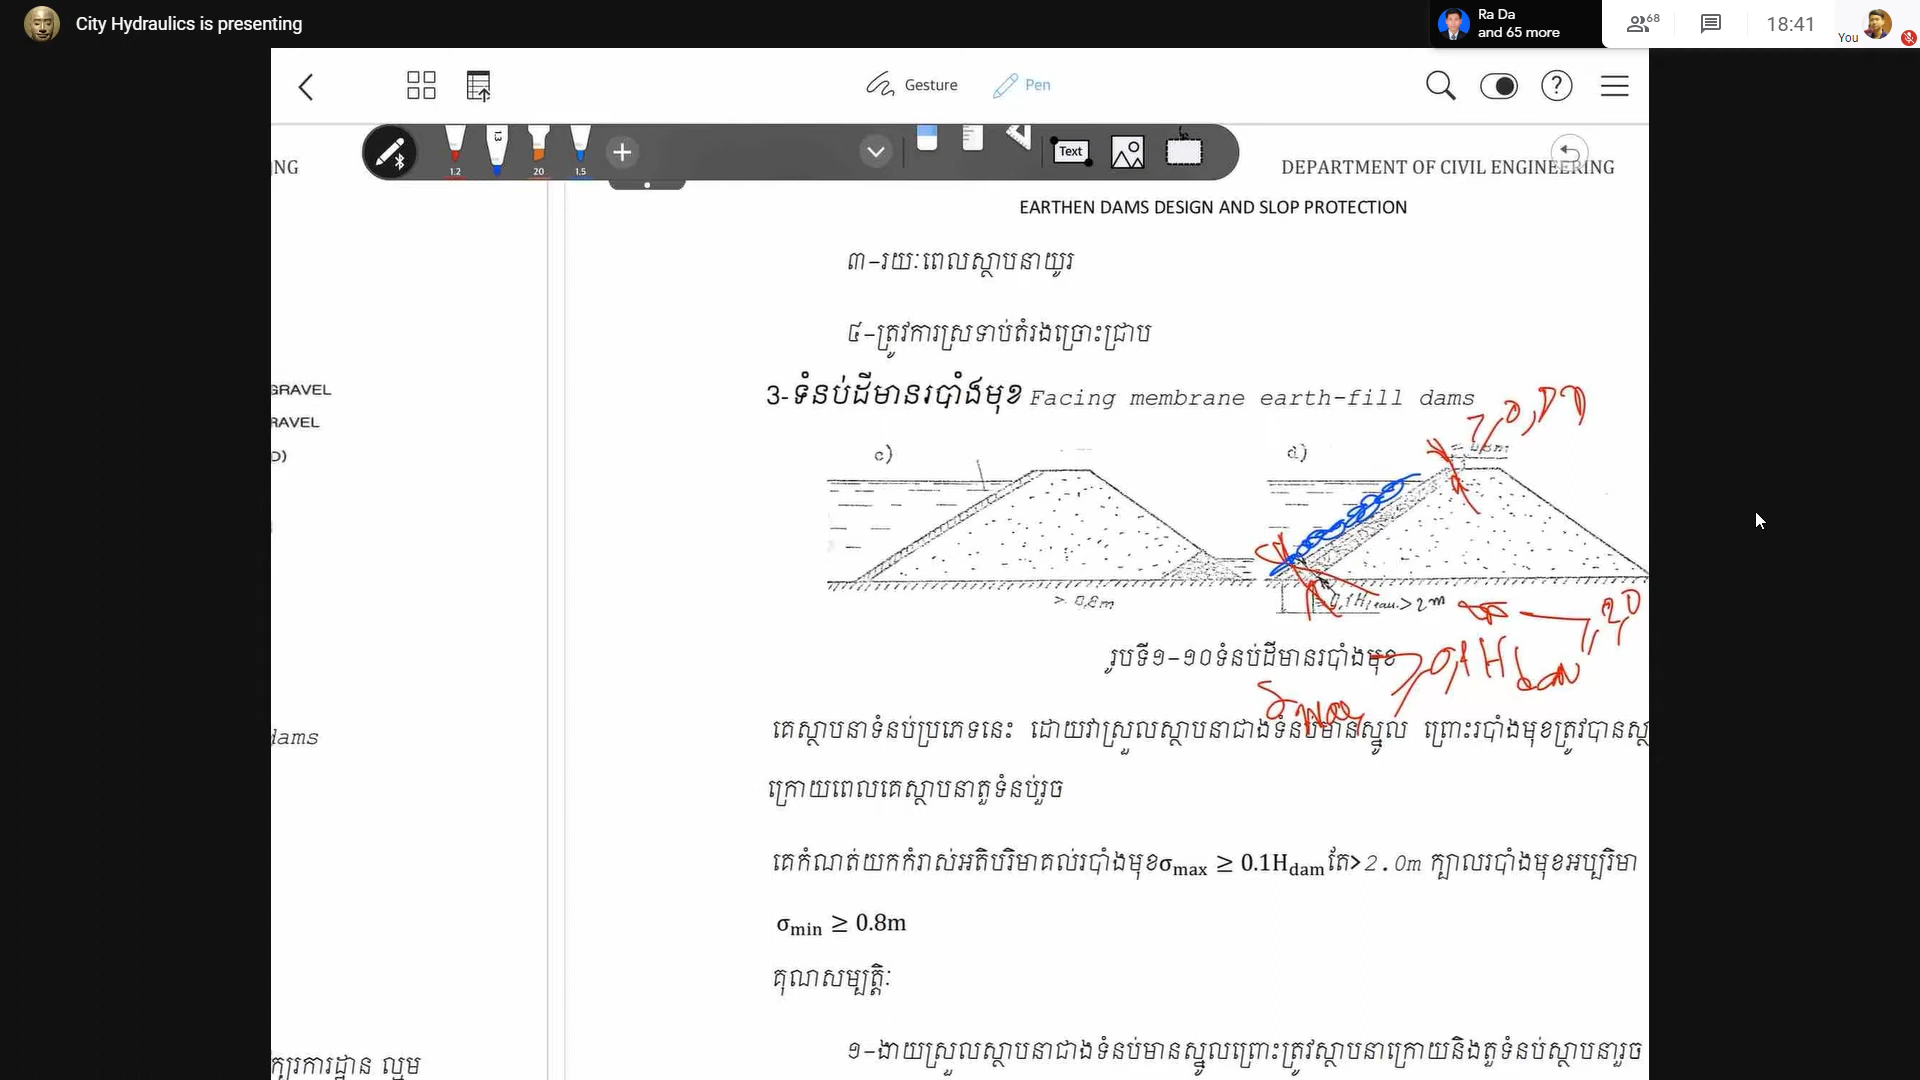 City Hydraulics is presenting
Ra Da
and 65 more
68
18:41
You
Gesture
Pen
13
1.2
20
1.5
Text
NG
DEPARTMENT OF CIVIL ENGINEERING
EARTHEN DAMS DESIGN AND SLOP PROTECTION
៣-រយៈពេលស្ថាបនាយូរ
៤-ត្រូវការស្រទាប់តំរងច្រោះជ្រាប
GRAVEL
RAVEL
3-ទំនប់ដីមានរបាំងមុខ Facing membrane earth-fill dams
c)
d)
> 0,8m
> 2m
រូបទី១-១០ទំនប់ដីមានរបាំងមុខ
dams
គេស្ថាបនាទំនប់ប្រភេទនេះ ដោយវាស្រួលស្ថាបនាជាងទំនប់មានស្នូល ព្រោះរបាំងមុខត្រូវបានស្ថ
ក្រោយពេលគេស្ថាបនាតួទំនប់រួច
គេកំណត់យកកំរាស់អតិបរិមាគល់របាំងមុខσmax ≥ 0.1Hdam តែ>2.0m ក្បាលរបាំងមុខអប្បរិមា
σmin ≥ 0.8m
គុណសម្បត្តិៈ
១-ងាយស្រួលស្ថាបនាជាងទំនប់មានស្នូលព្រោះត្រូវស្ថាបនាក្រោយនិងតួទំនប់ស្ថាបនារួច